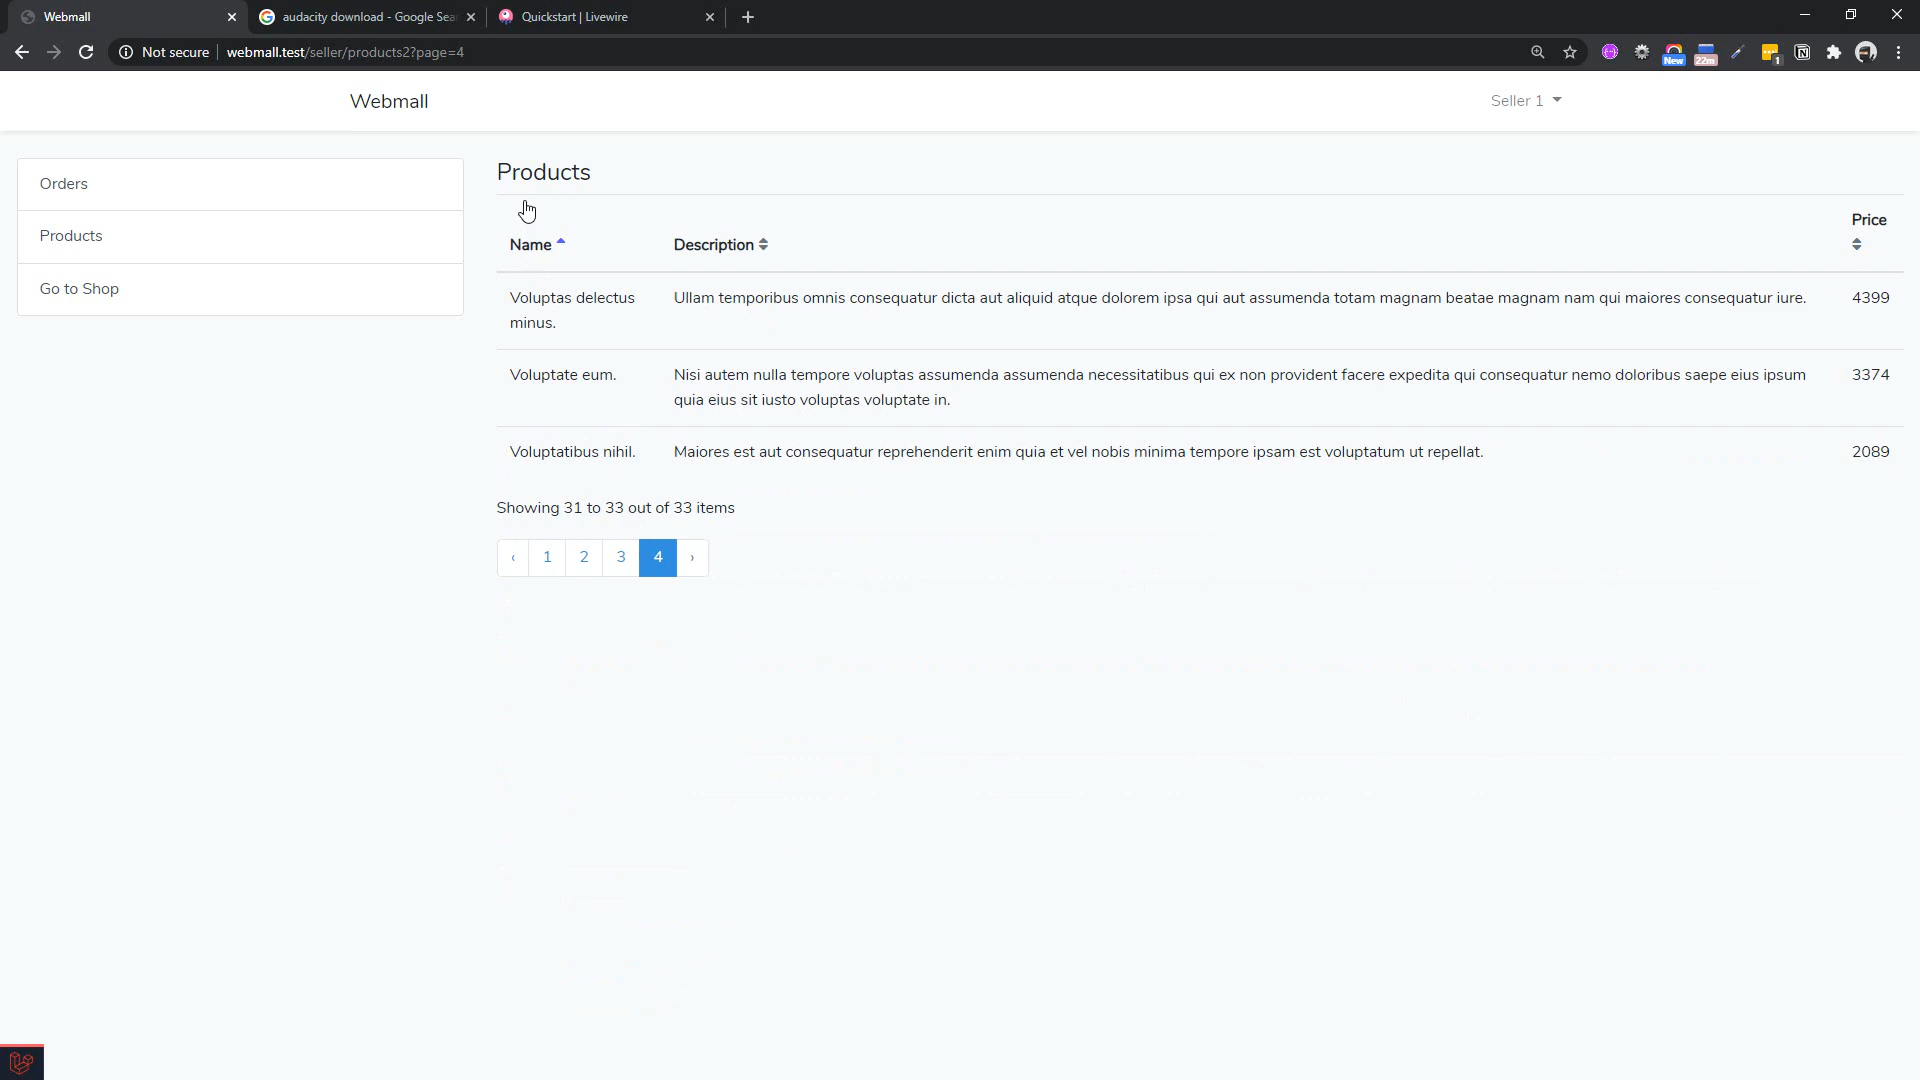 Webmall
audacity download - Google Sea
Quickstart | Livewire
Not secure
webmall.test/seller/products2?page=4
New
22m
1
Webmall
Seller 1
Orders
Products
Go to Shop
Products
Name
Description
Price
Voluptas delectus
minus.
Ullam temporibus omnis consequatur dicta aut aliquid atque dolorem ipsa qui aut assumenda totam magnam beatae magnam nam qui maiores consequatur iure.
4399
Voluptate eum.
Nisi autem nulla tempore voluptas assumenda assumenda necessitatibus qui ex non provident facere expedita qui consequatur nemo doloribus saepe eius ipsum
quia eius sit iusto voluptas voluptate in.
3374
Voluptatibus nihil.
Maiores est aut consequatur reprehenderit enim quia et vel nobis minima tempore ipsam est voluptatum ut repellat.
2089
Showing 31 to 33 out of 33 items
‹ 1 2 3 4 ›